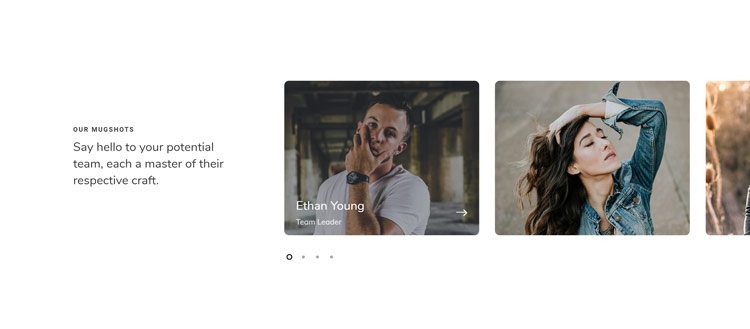 OUR MUGSHOTS
Say hello to your potential
team, each a master of their
respective craft.
Ethan Young
Team Leader